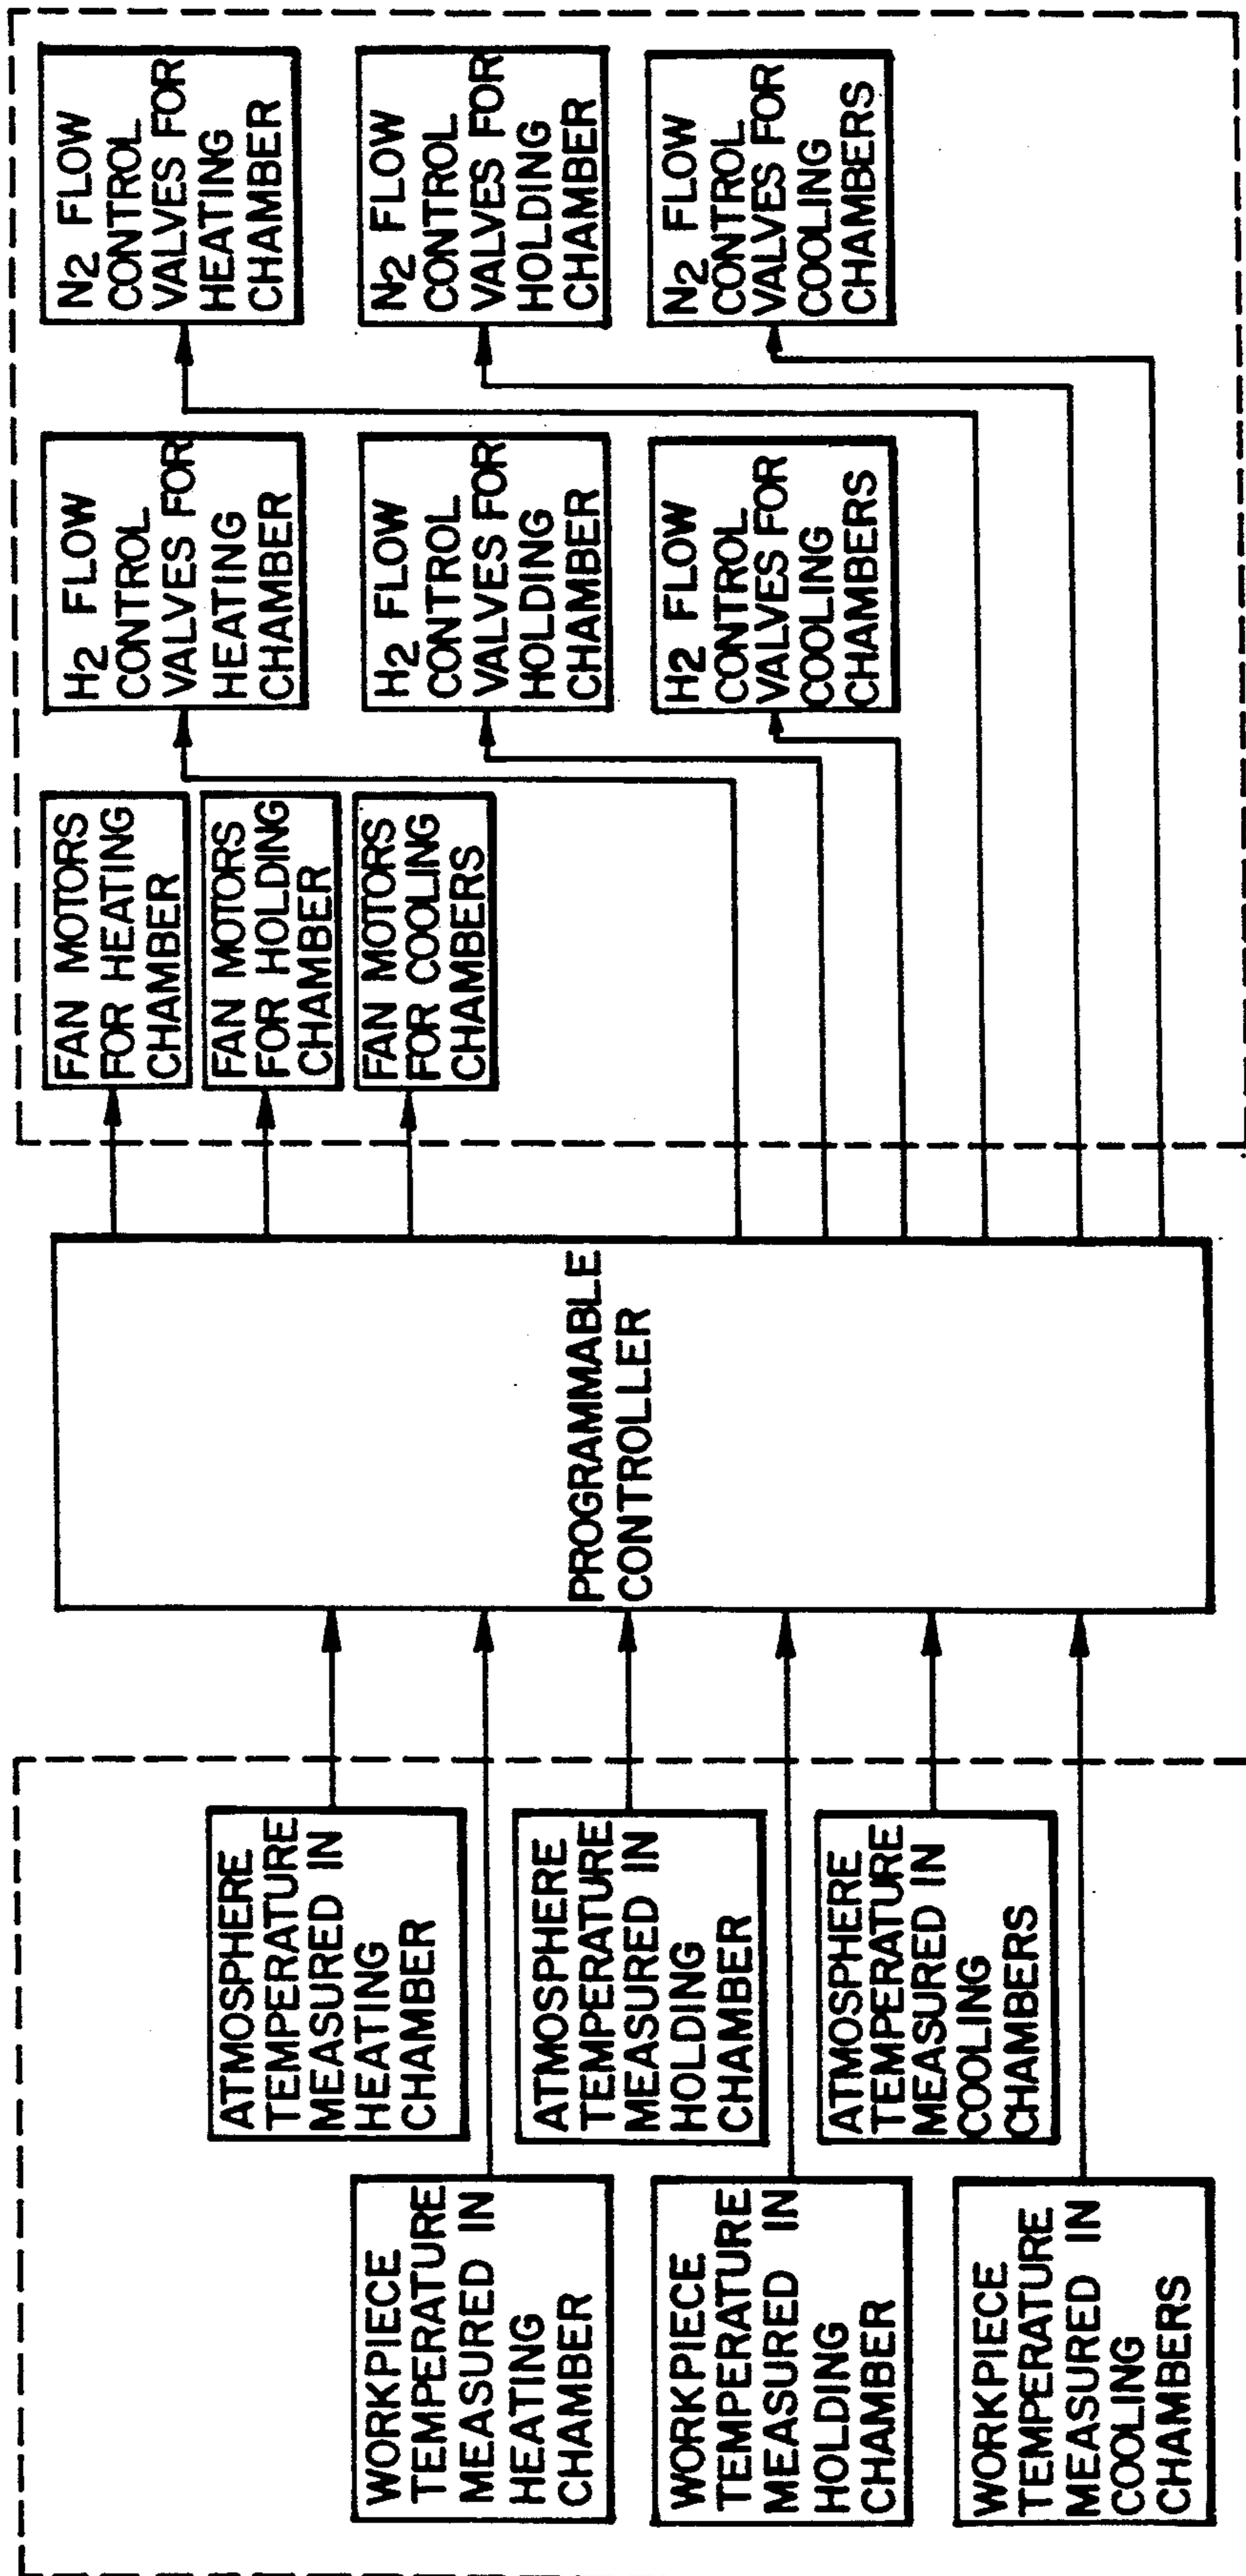 WORKPIECE
TEMPERATURE
MEASURED IN
HEATING
CHAMBER
ATMOSPHERE
TEMPERATURE
MEASURED IN
HEATING
CHAMBER
WORKPIECE
TEMPERATURE
MEASURED IN
HOLDING
CHAMBER
ATMOSPHERE
TEMPERATURE
MEASURED IN
HOLDING
CHAMBER
WORKPIECE
TEMPERATURE
MEASURED IN
COOLING
CHAMBERS
ATMOSPHERE
TEMPERATURE
MEASURED IN
COOLING
CHAMBERS
PROGRAMMABLE
CONTROLLER
FAN MOTORS
FOR HEATING
CHAMBER
FAN MOTORS
FOR HOLDING
CHAMBER
FAN MOTORS
FOR COOLING
CHAMBERS
H2 FLOW
CONTROL
VALVES FOR
HEATING
CHAMBER
H2 FLOW
CONTROL
VALVES FOR
HOLDING
CHAMBER
H2 FLOW
CONTROL
VALVES FOR
COOLING
CHAMBERS
N2 FLOW
CONTROL
VALVES FOR
HEATING
CHAMBER
N2 FLOW
CONTROL
VALVES FOR
HOLDING
CHAMBER
N2 FLOW
CONTROL
VALVES FOR
COOLING
CHAMBERS